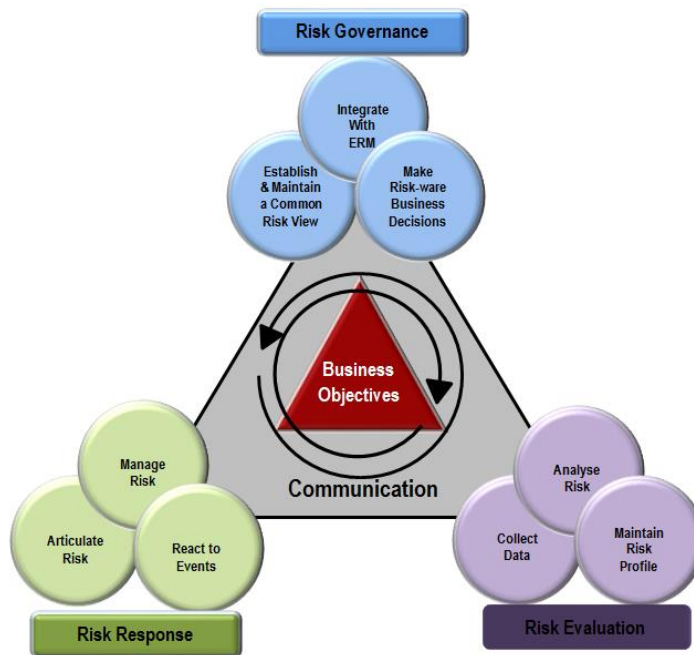 Risk Governance
Integrate
With
ERM
Establish
& Maintain
a Common
Risk View
Make
Risk-ware
Business
Decisions
Business
Objectives
Communication
Manage
Risk
Articulate
Risk
React to
Events
Risk Response
Analyse
Risk
Collect
Data
Maintain
Risk
Profile
Risk Evaluation